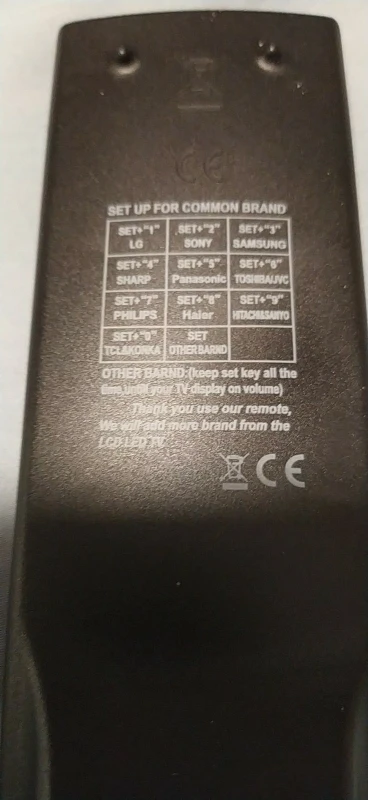 CE
SET UP FOR COMMON BRAND
SET+"1" SET+"2" SET+"3"
LG SONY SAMSUNG
SET+"4" SET+"5" SET+"6"
SHARP Panasonic TOSHIBA/JVC
SET+"7" SET+"8" SET+"9"
PHILIPS Haier HITACHI&SANYO
SET+"0" SET
TCL&KONKA OTHER BARND
OTHER BARND:(keep set key all the
time,until your TV display on volume)
Thank you use our remote,
We will add more brand from the
LCD.LED TV.
CE